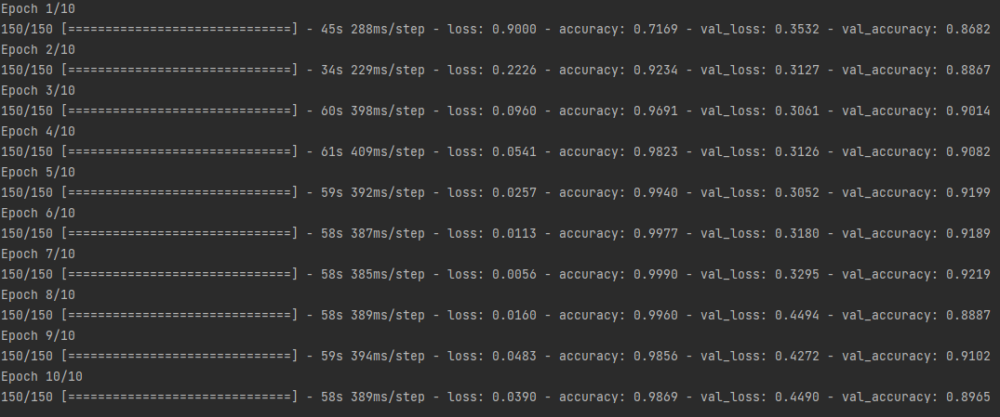 Epoch 1/10
150/150 [==============================] - 45s 288ms/step - loss: 0.9000 - accuracy: 0.7169 - val_loss: 0.3532 - val_accuracy: 0.8682
Epoch 2/10
150/150 [==============================] - 34s 229ms/step - loss: 0.2226 - accuracy: 0.9234 - val_loss: 0.3127 - val_accuracy: 0.8867
Epoch 3/10
150/150 [==============================] - 60s 398ms/step - loss: 0.0960 - accuracy: 0.9691 - val_loss: 0.3061 - val_accuracy: 0.9014
Epoch 4/10
150/150 [==============================] - 61s 409ms/step - loss: 0.0541 - accuracy: 0.9823 - val_loss: 0.3126 - val_accuracy: 0.9082
Epoch 5/10
150/150 [==============================] - 59s 392ms/step - loss: 0.0257 - accuracy: 0.9940 - val_loss: 0.3052 - val_accuracy: 0.9199
Epoch 6/10
150/150 [==============================] - 58s 387ms/step - loss: 0.0113 - accuracy: 0.9977 - val_loss: 0.3180 - val_accuracy: 0.9189
Epoch 7/10
150/150 [==============================] - 58s 385ms/step - loss: 0.0056 - accuracy: 0.9990 - val_loss: 0.3295 - val_accuracy: 0.9219
Epoch 8/10
150/150 [==============================] - 58s 389ms/step - loss: 0.0160 - accuracy: 0.9960 - val_loss: 0.4494 - val_accuracy: 0.8887
Epoch 9/10
150/150 [==============================] - 59s 394ms/step - loss: 0.0483 - accuracy: 0.9856 - val_loss: 0.4272 - val_accuracy: 0.9102
Epoch 10/10
150/150 [==============================] - 58s 389ms/step - loss: 0.0390 - accuracy: 0.9869 - val_loss: 0.4490 - val_accuracy: 0.8965